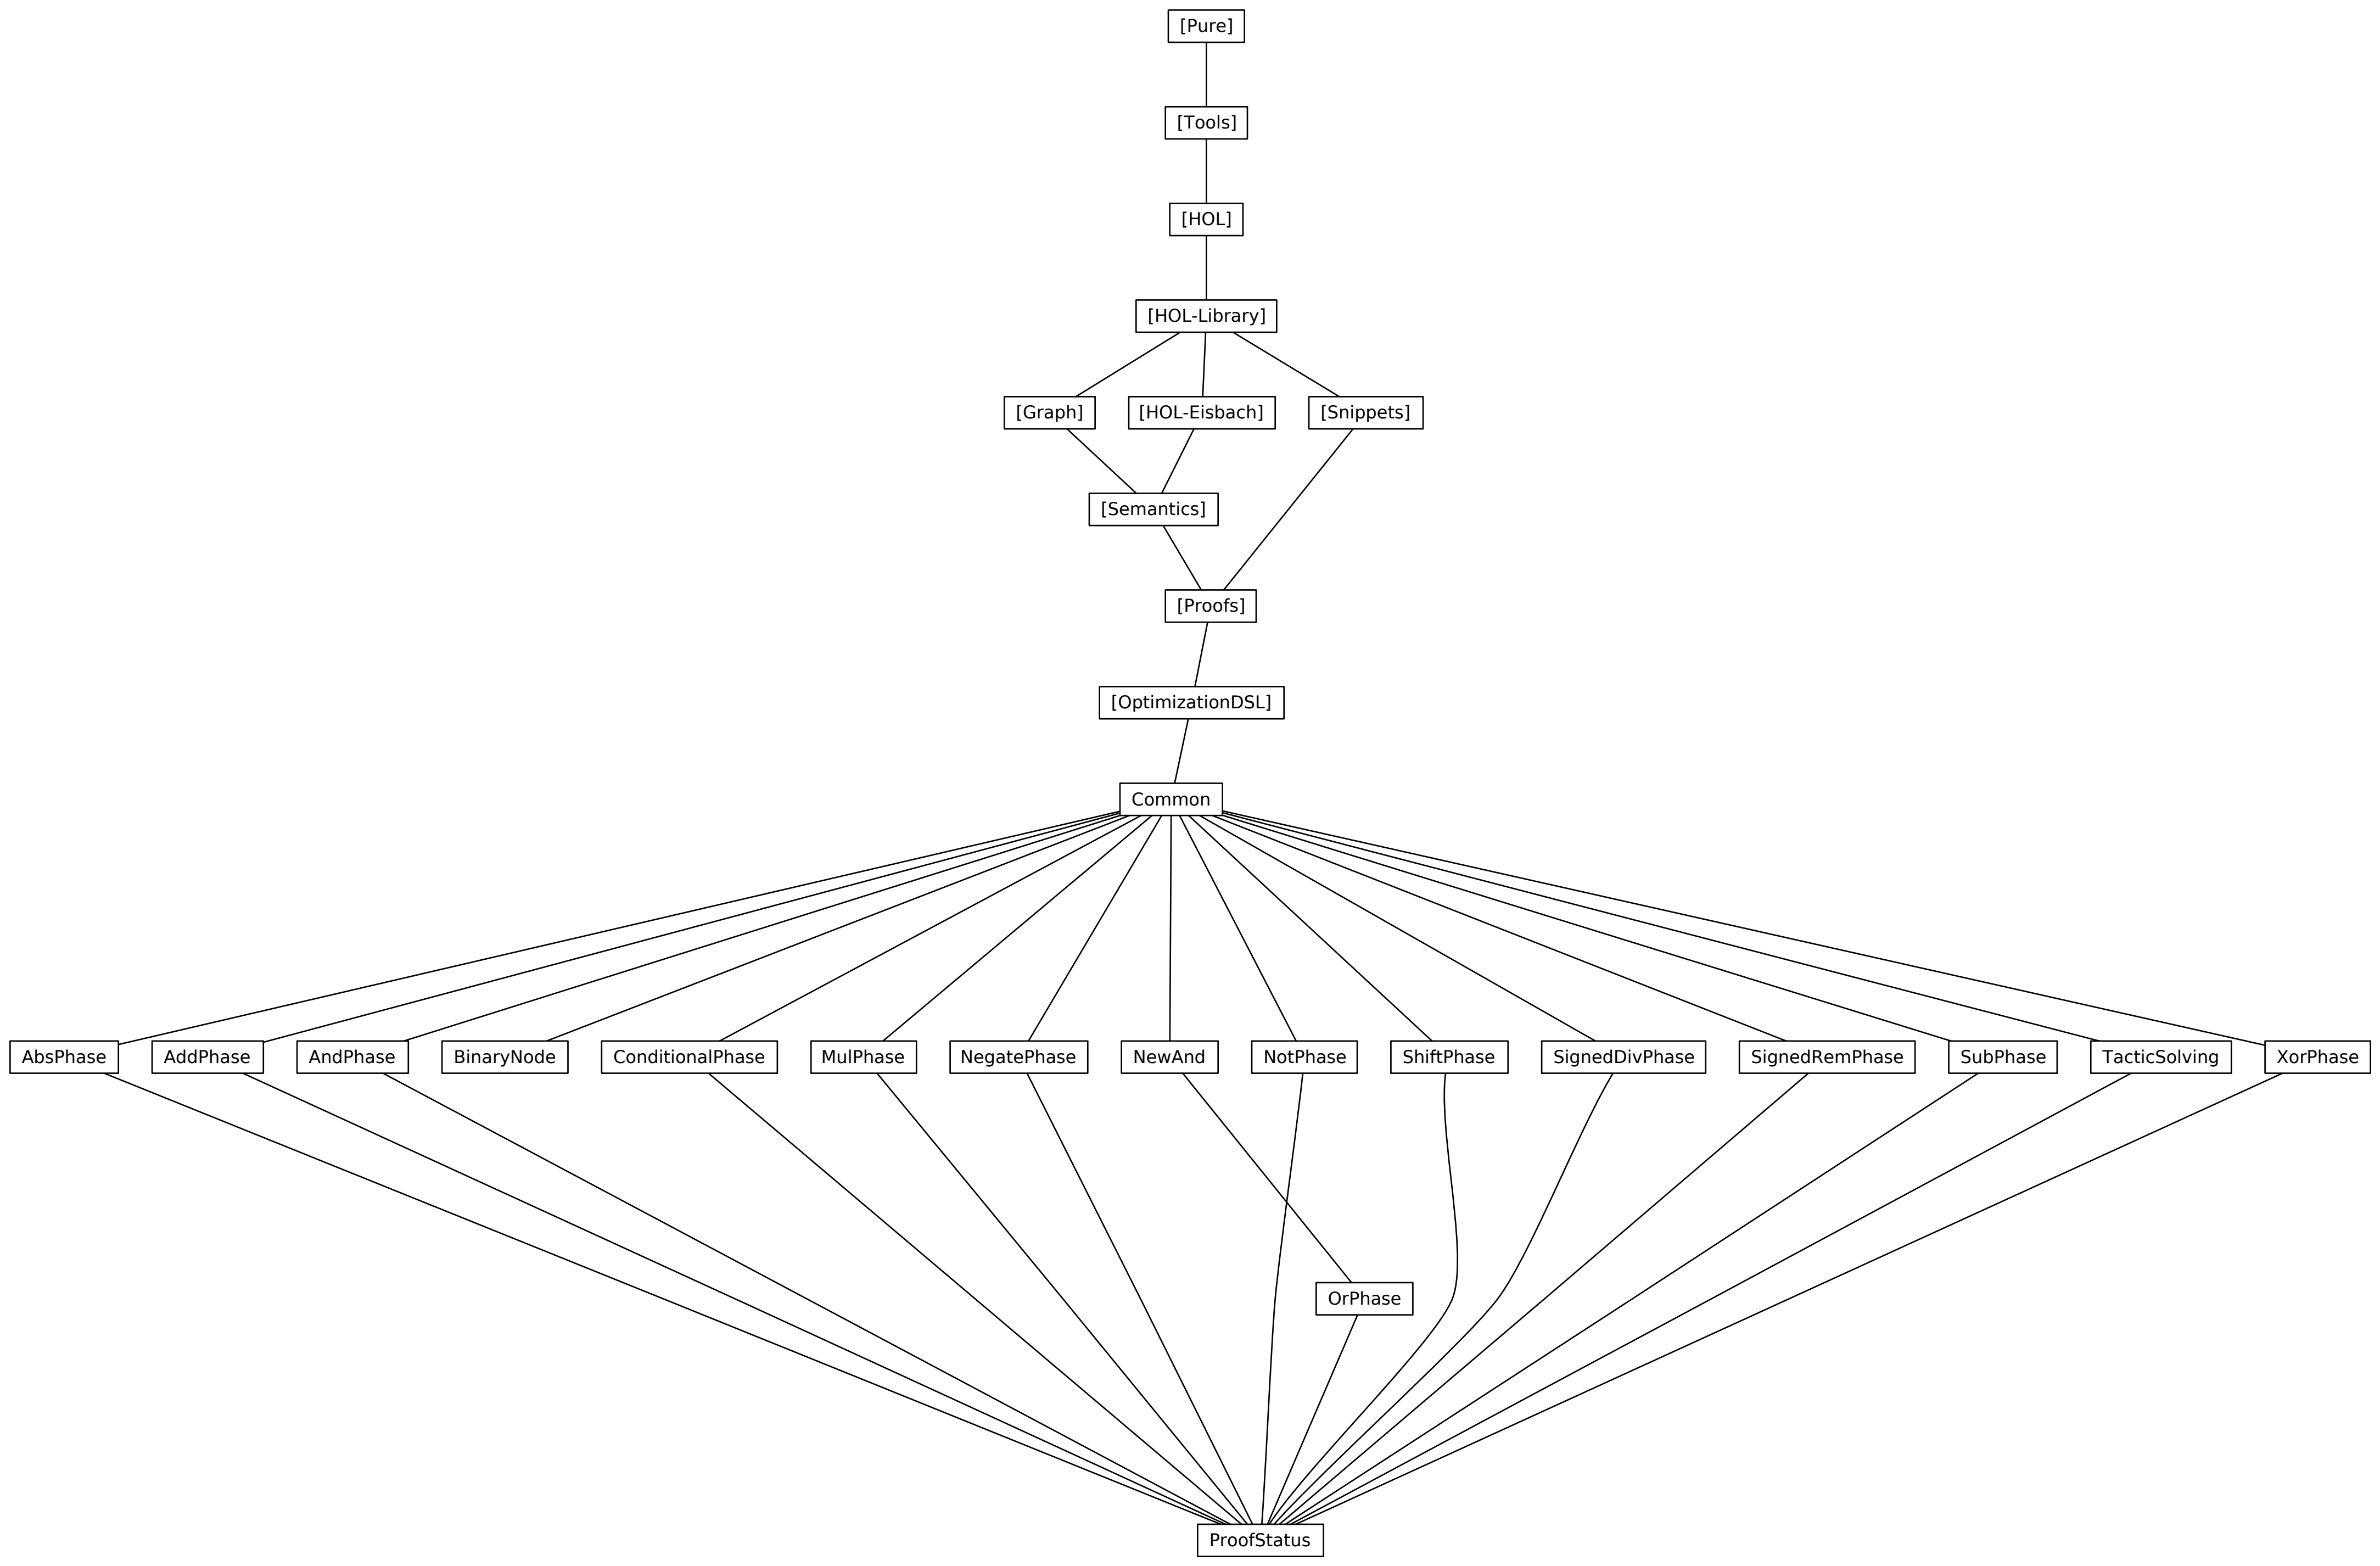 [Pure]
[Tools]
[HOL]
[HOL-Library]
[Graph]
[HOL-Eisbach]
[Snippets]
[Semantics]
[Proofs]
[OptimizationDSL]
Common
AbsPhase
AddPhase
AndPhase
BinaryNode
ConditionalPhase
MulPhase
NegatePhase
NewAnd
NotPhase
ShiftPhase
SignedDivPhase
SignedRemPhase
SubPhase
TacticSolving
XorPhase
OrPhase
ProofStatus